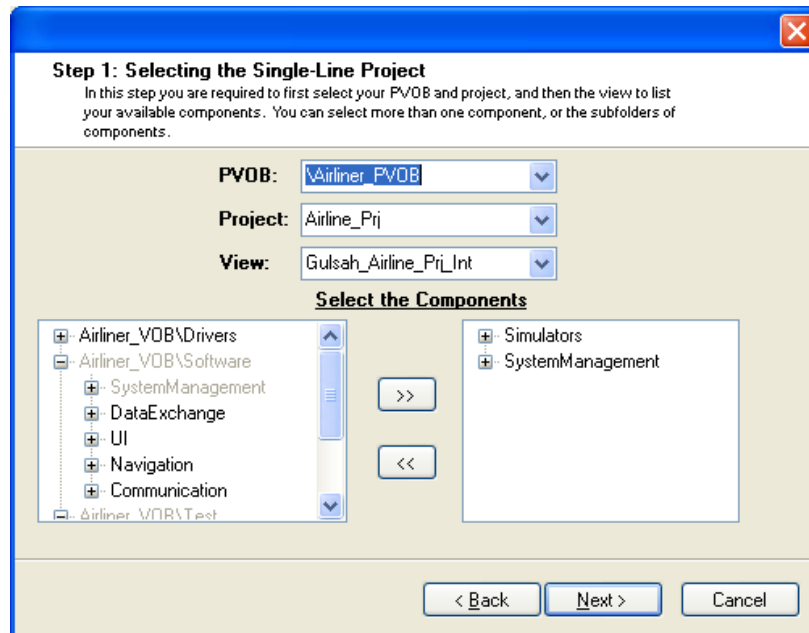 Step 1: Selecting the Single-Line Project
In this step you are required to first select your PVOB and project, and then the view to list
your available components. You can select more than one component, or the subfolders of
components.
PVOB: \Airliner_PVOB
Project: Airline_Prj
View: Gulsah_Airline_Prj_Int
Select the Components
Airliner_VOB\Drivers
Airliner_VOB\Software
SystemManagement
DataExchange
UI
Navigation
Communication
Airliner_VOB\Test
>>
<<
Simulators
SystemManagement
< Back
Next >
Cancel